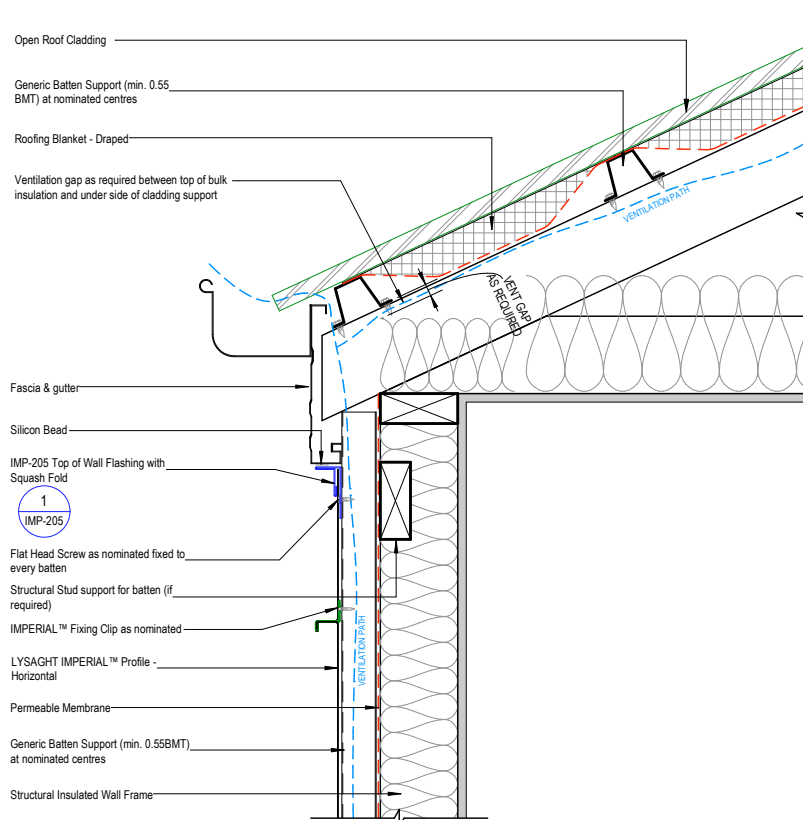 Open Roof Cladding
Generic Batten Support (min. 0.55
BMT) at nominated centres
Roofing Blanket - Draped
Ventilation gap as required between top of bulk
insulation and under side of cladding support
VENTILATION PATH
VENT GAP
AS REQUIRED
Fascia & gutter
Silicon Bead
IMP-205 Top of Wall Flashing with
Squash Fold
1
IMP-205
Flat Head Screw as nominated fixed to
every batten
Structural Stud support for batten (if
required)
IMPERIAL™ Fixing Clip as nominated
LYSAGHT IMPERIAL™ Profile -
Horizontal
VENTILATION PATH
Permeable Membrane
Generic Batten Support (min. 0.55BMT)
at nominated centres
Structural Insulated Wall Frame